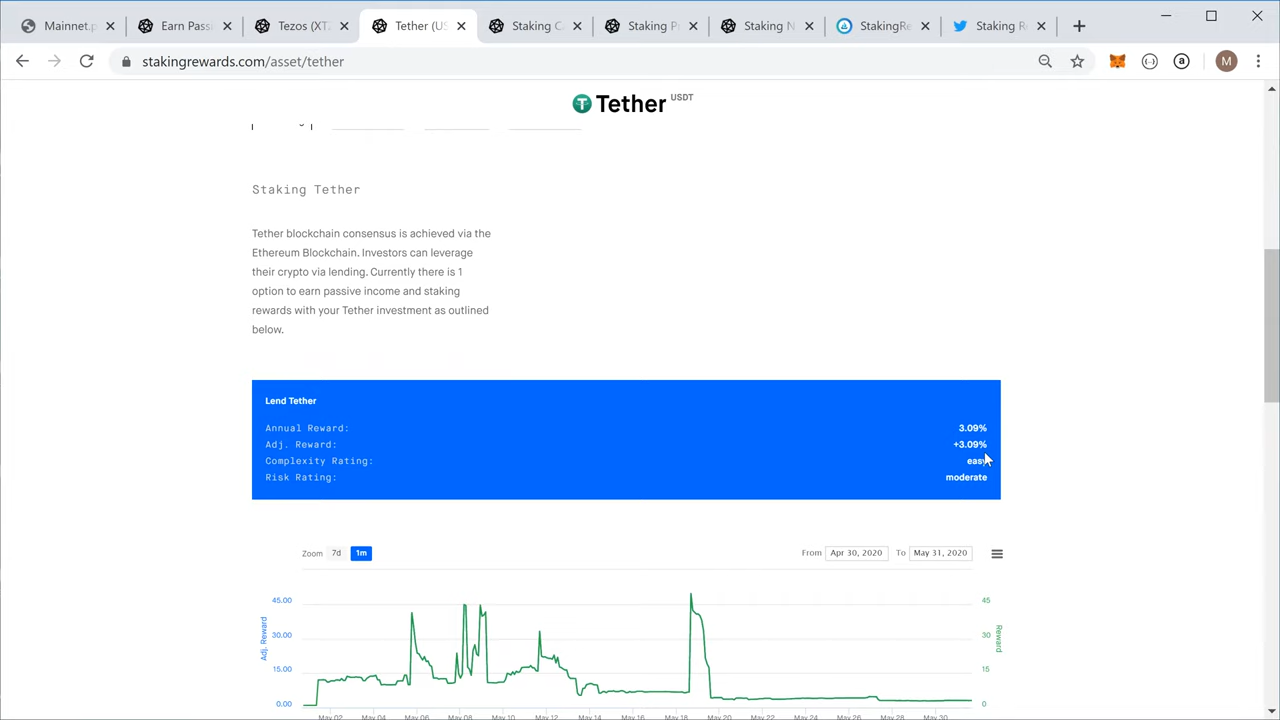 Mainnet.p
Earn Passi
Tezos (XT
Tether (US
Staking C
Staking Pr
Staking N
StakingRe
Staking R
stakingrewards.com/asset/tether
M
Tether USDT
Staking Tether
Tether blockchain consensus is achieved via the
Ethereum Blockchain. Investors can leverage
their crypto via lending. Currently there is 1
option to earn passive income and staking
rewards with your Tether investment as outlined
below.
Lend Tether
Annual Reward: 3.09%
Adj. Reward: +3.09%
Complexity Rating: easy
Risk Rating: moderate
Zoom 7d 1m From Apr 30, 2020 To May 31, 2020
45.00 45
30.00 30
15.00 15
0.00 0
Adj. Reward
Reward
May 02 May 04 May 06 May 08 May 10 May 12 May 14 May 16 May 18 May 20 May 22 May 24 May 26 May 28 May 30